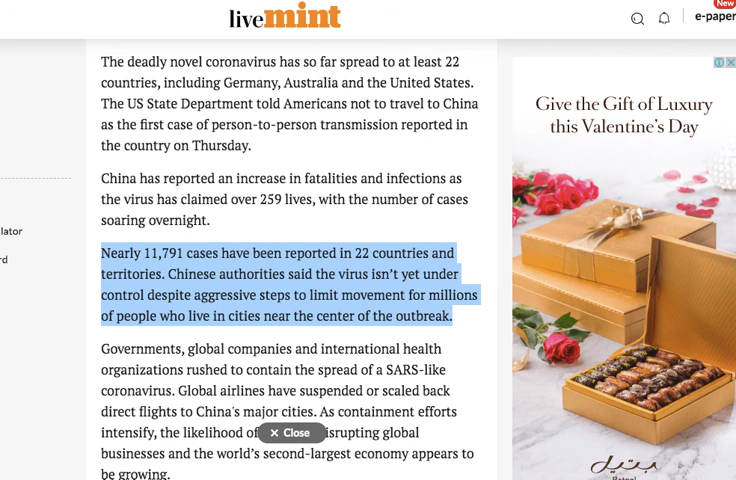 livemint
New
e-paper
The deadly novel coronavirus has so far spread to at least 22
countries, including Germany, Australia and the United States.
The US State Department told Americans not to travel to China
as the first case of person-to-person transmission reported in
the country on Thursday.
China has reported an increase in fatalities and infections as
the virus has claimed over 259 lives, with the number of cases
soaring overnight.
lator
rd
Nearly 11,791 cases have been reported in 22 countries and
territories. Chinese authorities said the virus isn't yet under
control despite aggressive steps to limit movement for millions
of people who live in cities near the center of the outbreak.
Governments, global companies and international health
organizations rushed to contain the spread of a SARS-like
coronavirus. Global airlines have suspended or scaled back
direct flights to China's major cities. As containment efforts
intensify, the likelihood of isrupting global
✕ Close
businesses and the world's second-largest economy appears to
be growing.
Give the Gift of Luxury
this Valentine's Day
بتيل
Bateel